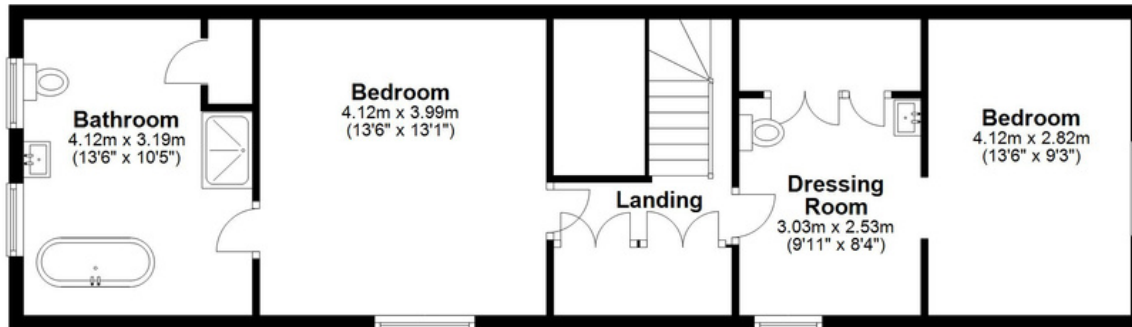 Bathroom
4.12m x 3.19m
(13'6" x 10'5")
Bedroom
4.12m x 3.99m
(13'6" x 13'1")
Landing
Dressing
Room
3.03m x 2.53m
(9'11" x 8'4")
Bedroom
4.12m x 2.82m
(13'6" x 9'3")